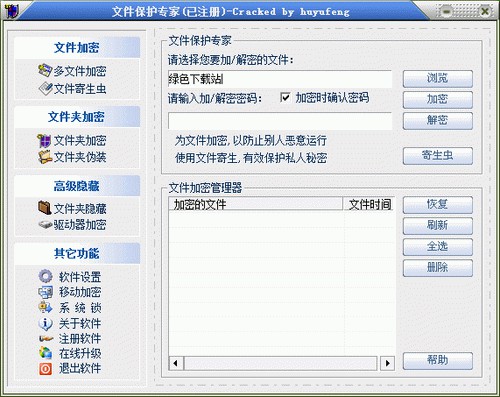 文件保护专家(已注册)-Cracked by huyufeng
文件加密
多文件加密
文件寄生虫
文件夹加密
文件夹加密
文件夹伪装
高级隐藏
文件夹隐藏
驱动器加密
其它功能
软件设置
移动加密
系 统 锁
关于软件
注册软件
在线升级
退出软件
文件保护专家
请选择您要加/解密的文件:
绿色下载站
浏览
请输入加/解密密码:
加密时确认密码
加密
解密
为文件加密,以防止别人恶意运行
使用文件寄生,有效保护私人秘密
寄生虫
文件加密管理器
加密的文件
文件时间
恢复
刷新
全选
删除
帮助